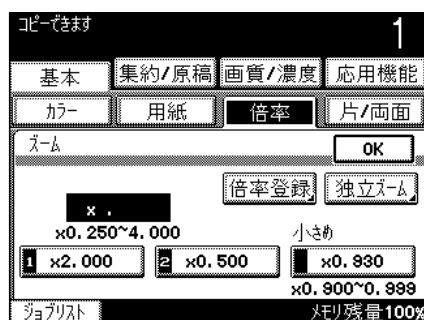 コピーできます
1
基本 集約/原稿 画質/濃度 応用機能
カラー 用紙 倍率 片/両面
ズーム OK
倍率登録 独立ズーム
x .
x0.250~4.000 小さめ
1 x2.000 2 x0.500 x0.930
x0.900~0.999
ジョブリスト メモリ残量100%